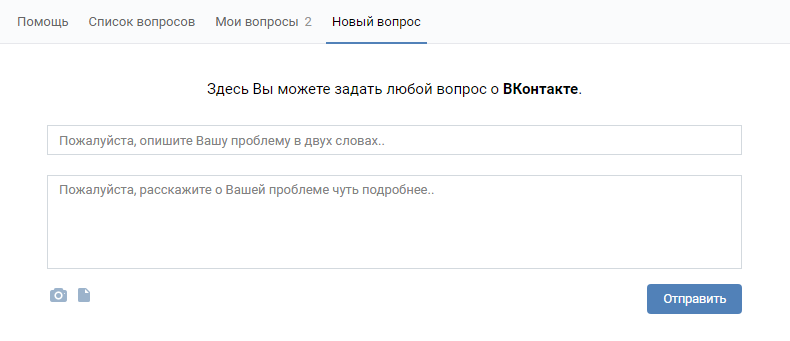 Помощь Список вопросов Мои вопросы 2 Новый вопрос
Здесь Вы можете задать любой вопрос о ВКонтакте.
Пожалуйста, опишите Вашу проблему в двух словах..
Пожалуйста, расскажите о Вашей проблеме чуть подробнее..
Отправить